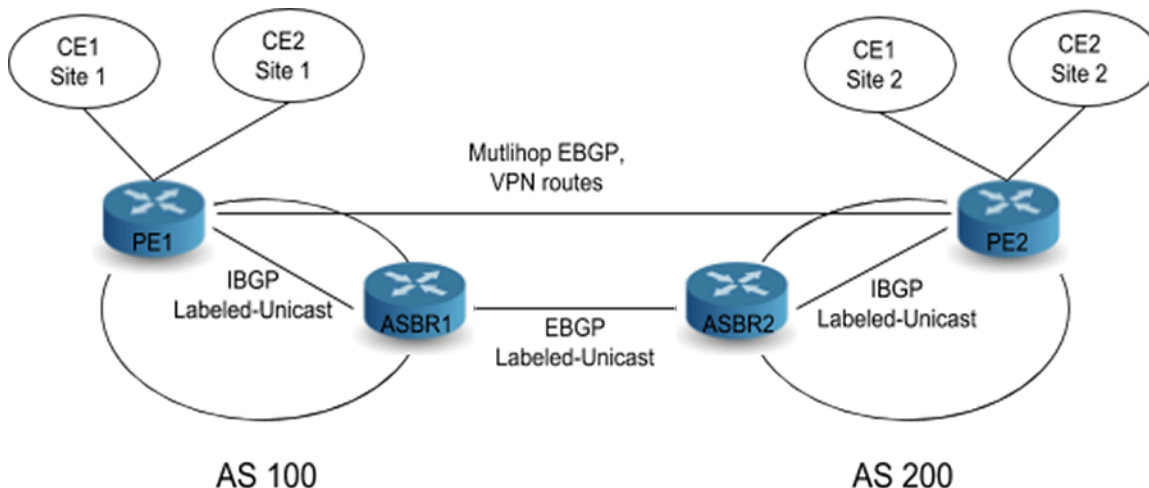 CE1
Site 1
CE2
Site 1
CE1
Site 2
CE2
Site 2
Mutlihop EBGP,
VPN routes
PE1
PE2
IBGP
Labeled-Unicast
ASBR1
EBGP
Labeled-Unicast
ASBR2
IBGP
Labeled-Unicast
AS 100
AS 200